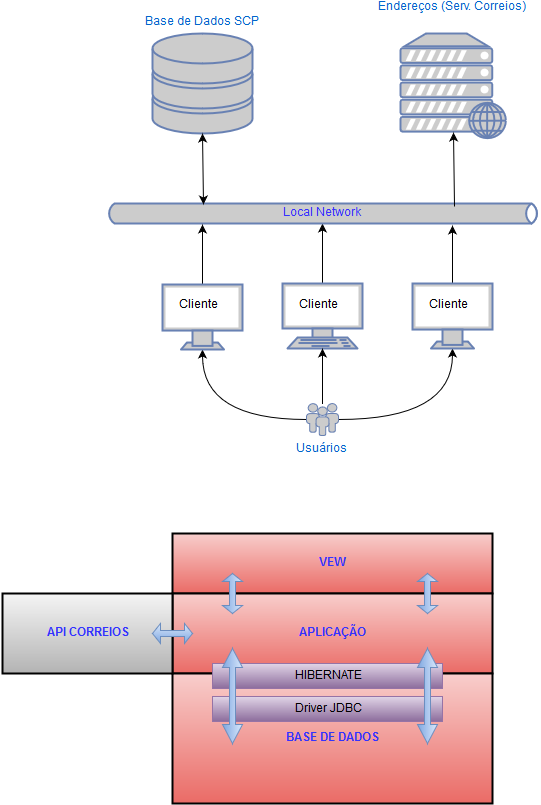 Endereços (Serv. Correios)
Base de Dados SCP
Local Network
Cliente
Cliente
Cliente
Usuários
VEW
API CORREIOS
APLICAÇÃO
HIBERNATE
Driver JDBC
BASE DE DADOS